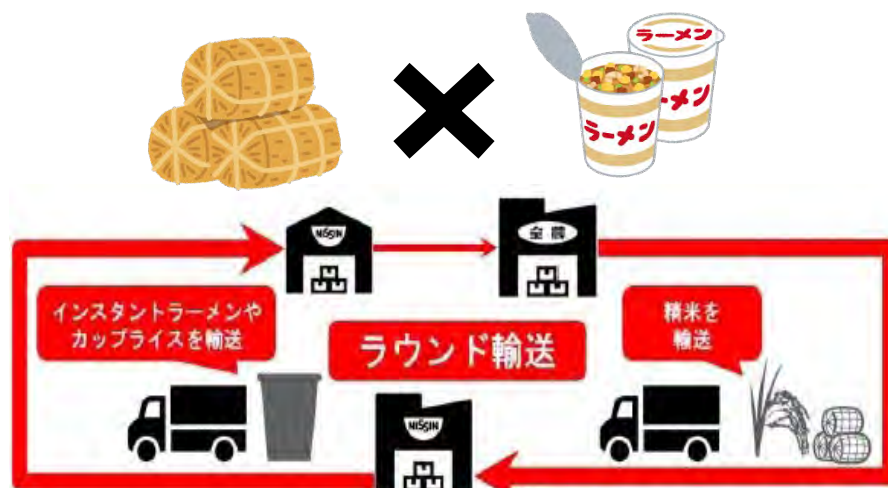 ラーメン
ラーメン
ラーメン
NISSIN
全農
インスタントラーメンや
カップライスを輸送
ラウンド輸送
精米を
輸送
NISSIN